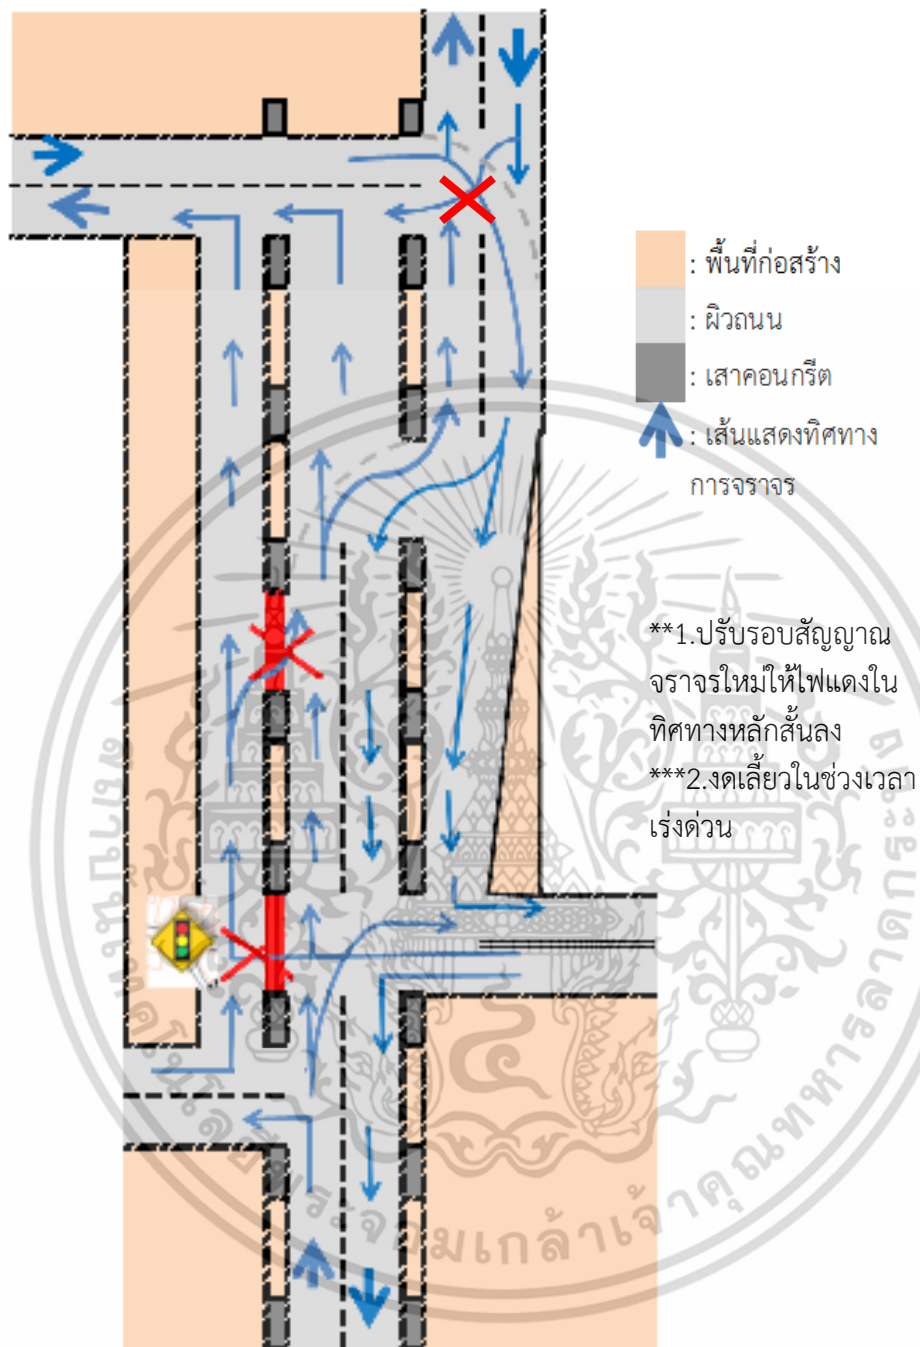 : พื้นที่ก่อสร้าง
: ผิวถนน
: เสาคอนกรีต
: เส้นแสดงทิศทาง
การจราจร
**1.ปรับรอบสัญญาณ
จราจรใหม่ให้ไฟแดงใน
ทิศทางหลักสั้นลง
***2.งดเลี้ยวในช่วงเวลา
เร่งด่วน